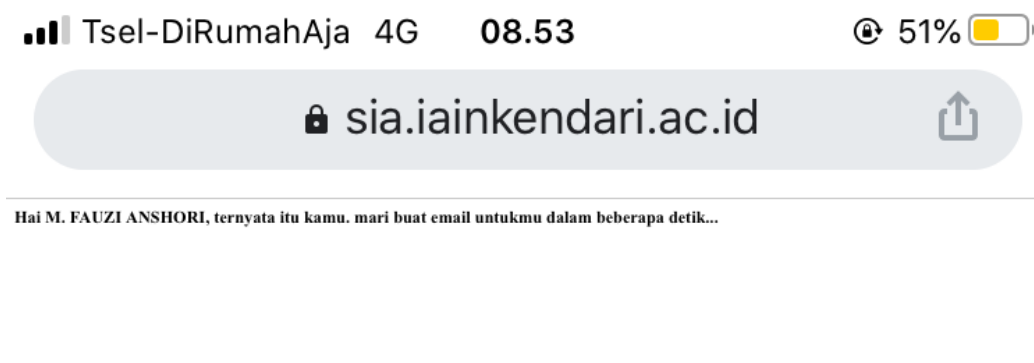 Tsel-DiRumahAja 4G 08.53 51%
sia.iainkendari.ac.id
Hai M. FAUZI ANSHORI, ternyata itu kamu. mari buat email untukmu dalam beberapa detik...